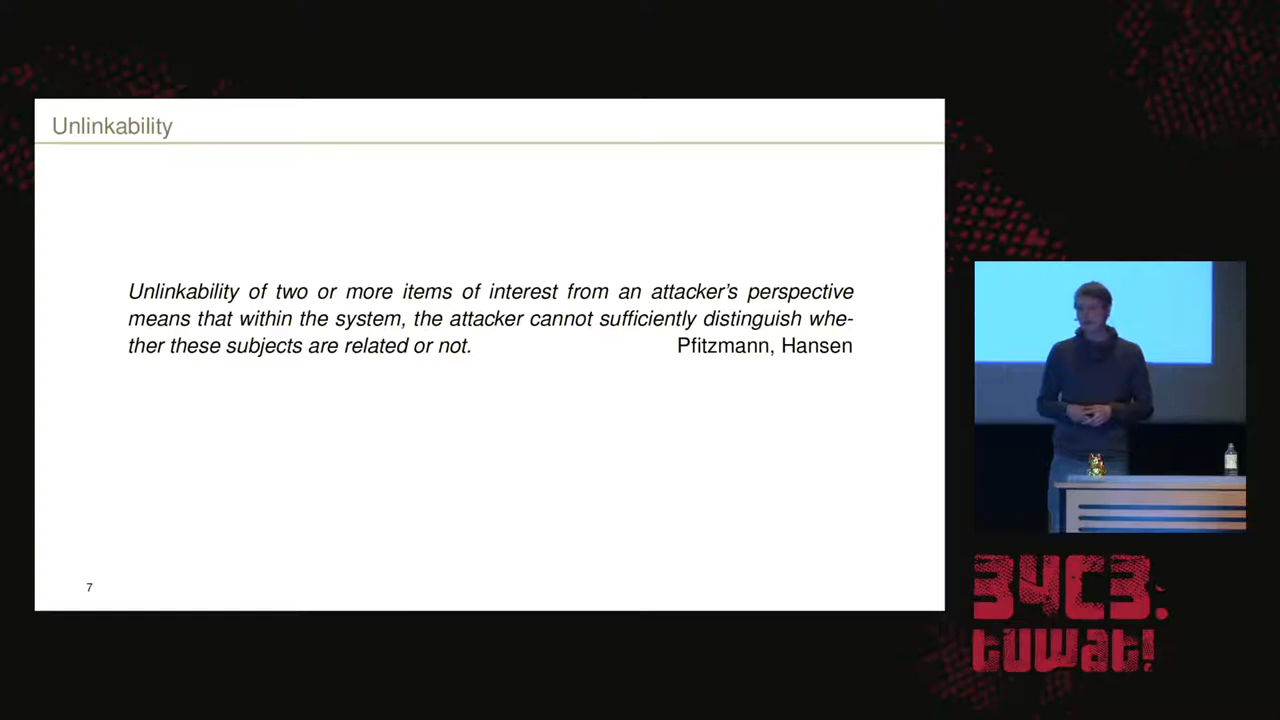 Unlinkability
Unlinkability of two or more items of interest from an attacker's perspective
means that within the system, the attacker cannot sufficiently distinguish whe-
ther these subjects are related or not. Pfitzmann, Hansen
7
34C3.
tuwat!